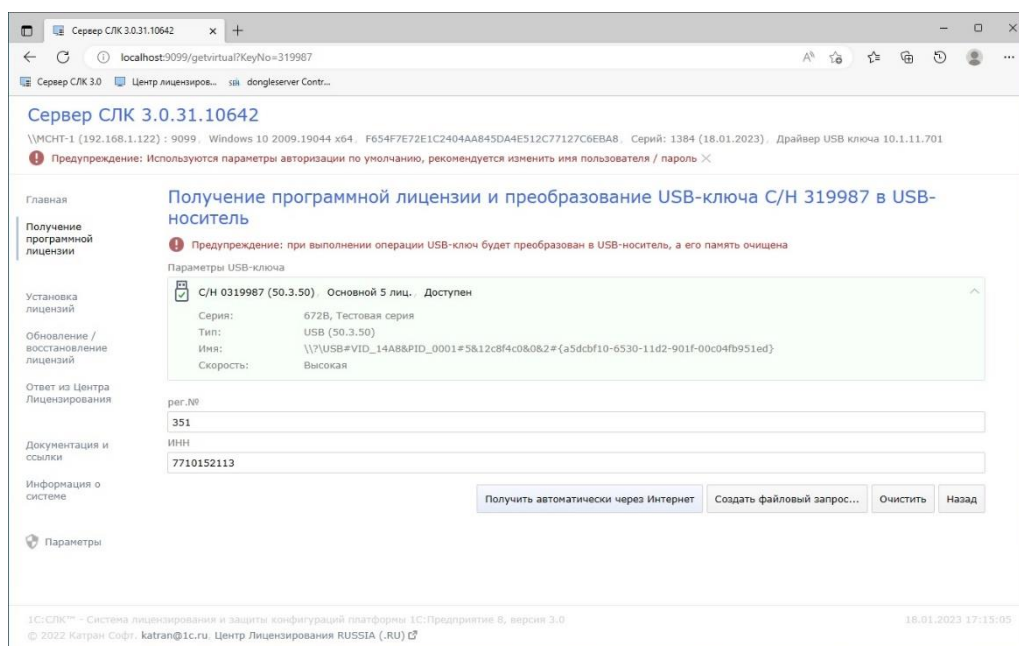 Сервер СЛК 3.0.31.10642
localhost:9099/getvirtual?KeyNo=319987
Сервер СЛК 3.0 Центр лицензиров... dongleserver Contr...
Сервер СЛК 3.0.31.10642
\\МСНТ-1 (192.168.1.122) : 9099, Windows 10 2009.19044 x64, F654F7E72E1C2404AA845DA4E512C77127C6EBA8, Серий: 1384 (18.01.2023), Драйвер USB ключа 10.1.11.701
Предупреждение: Используются параметры авторизации по умолчанию, рекомендуется изменить имя пользователя / пароль
Главная
Получение
программной
лицензии
Установка
лицензий
Обновление /
восстановление
лицензий
Ответ из Центра
Лицензирования
Документация и
ссылки
Информация о
системе
Параметры
Получение программной лицензии и преобразование USB-ключа С/Н 319987 в USB-
носитель
Предупреждение: при выполнении операции USB-ключ будет преобразован в USB-носитель, а его память очищена
Параметры USB-ключа
С/Н 0319987 (50.3.50), Основной 5 лиц., Доступен
Серия: 672B, Тестовая серия
Тип: USB (50.3.50)
Имя: \\?\USB#VID_14A8&PID_0001#5&12c8f4c0&0&2#{a5dcbf10-6530-11d2-901f-00c04fb951ed}
Скорость: Высокая
рег.№
351
ИНН
7710152113
Получить автоматически через Интернет Создать файловый запрос... Очистить Назад
1С:СЛК™ – Система лицензирования и защиты конфигураций платформы 1С:Предприятие 8, версия 3.0 18.01.2023 17:15:05
© 2022 Катран Софт. katran@1c.ru. Центр Лицензирования RUSSIA (.RU)